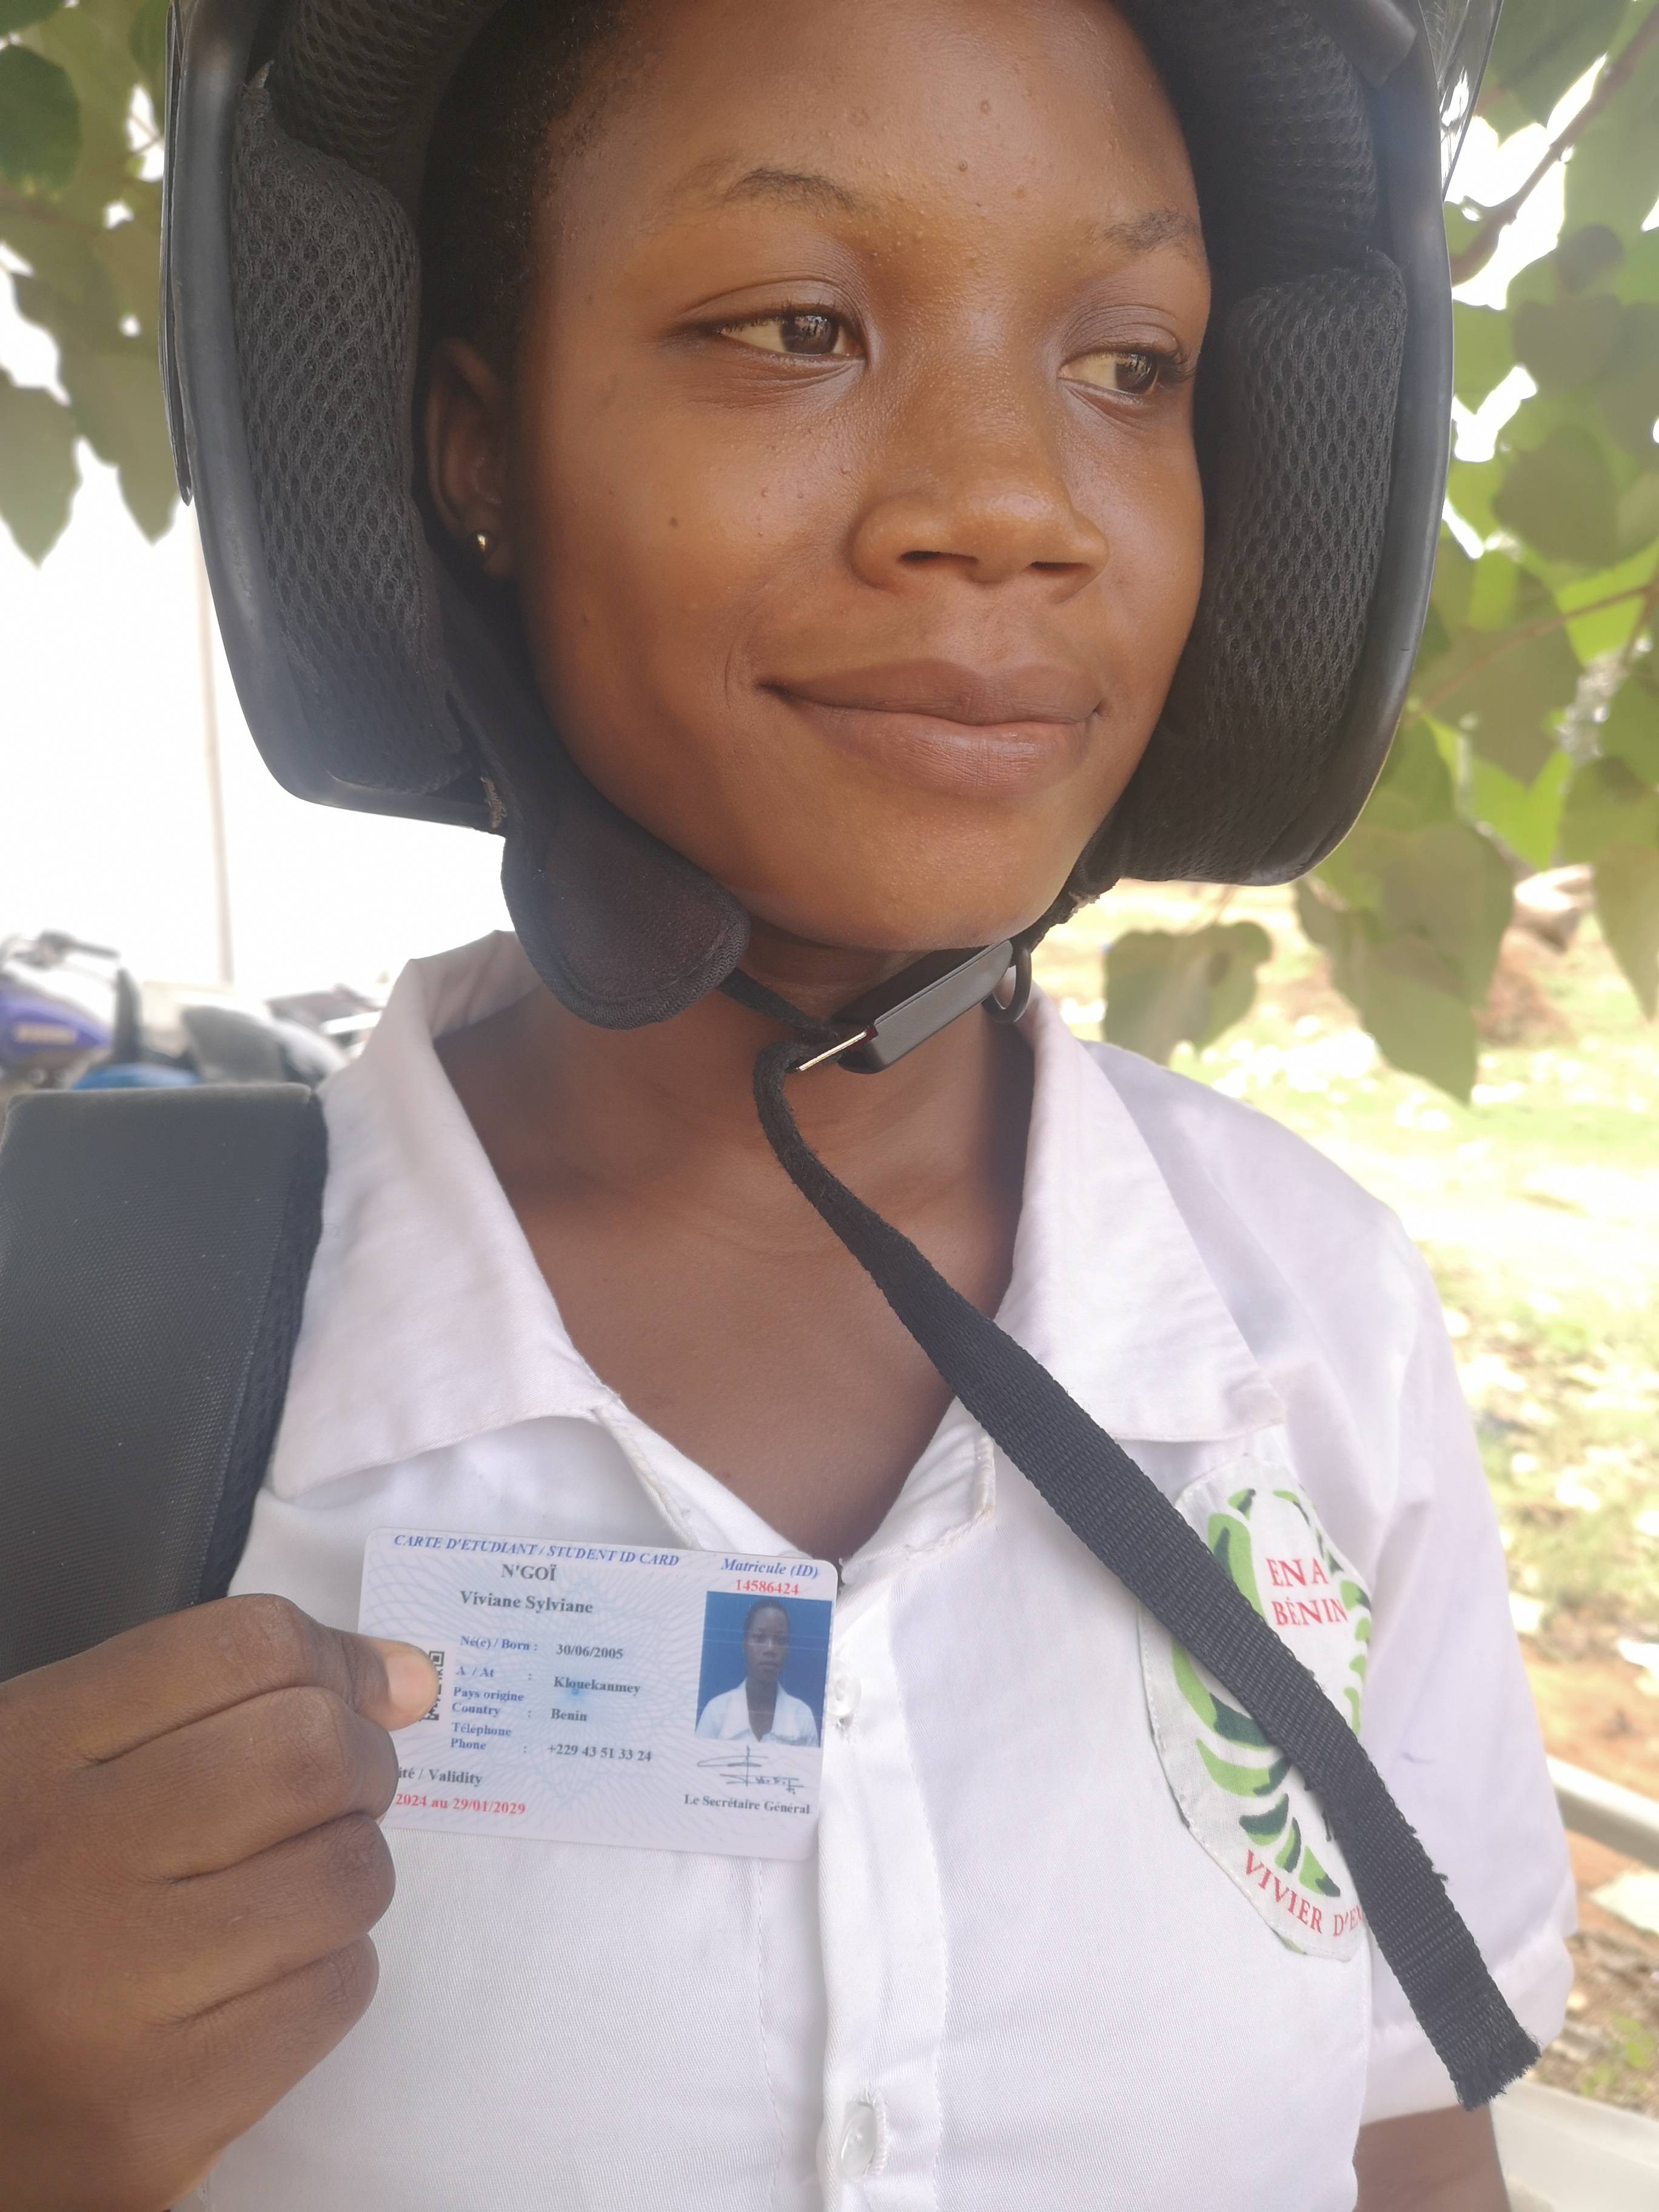 CARTE D'ETUDIANT / STUDENT ID CARD
Matricule (ID)
14586424
N'GOÏ
Viviane Sylviane
Né(e) / Born : 30/06/2005
A / At : Klouekanmey
Pays origine
Country : Benin
Télephone
Phone : +229 43 51 33 24
ité / Validity
2024 au 29/01/2029
Le Secrétaire Général
ENA
BÉNIN
VIVIER D'E